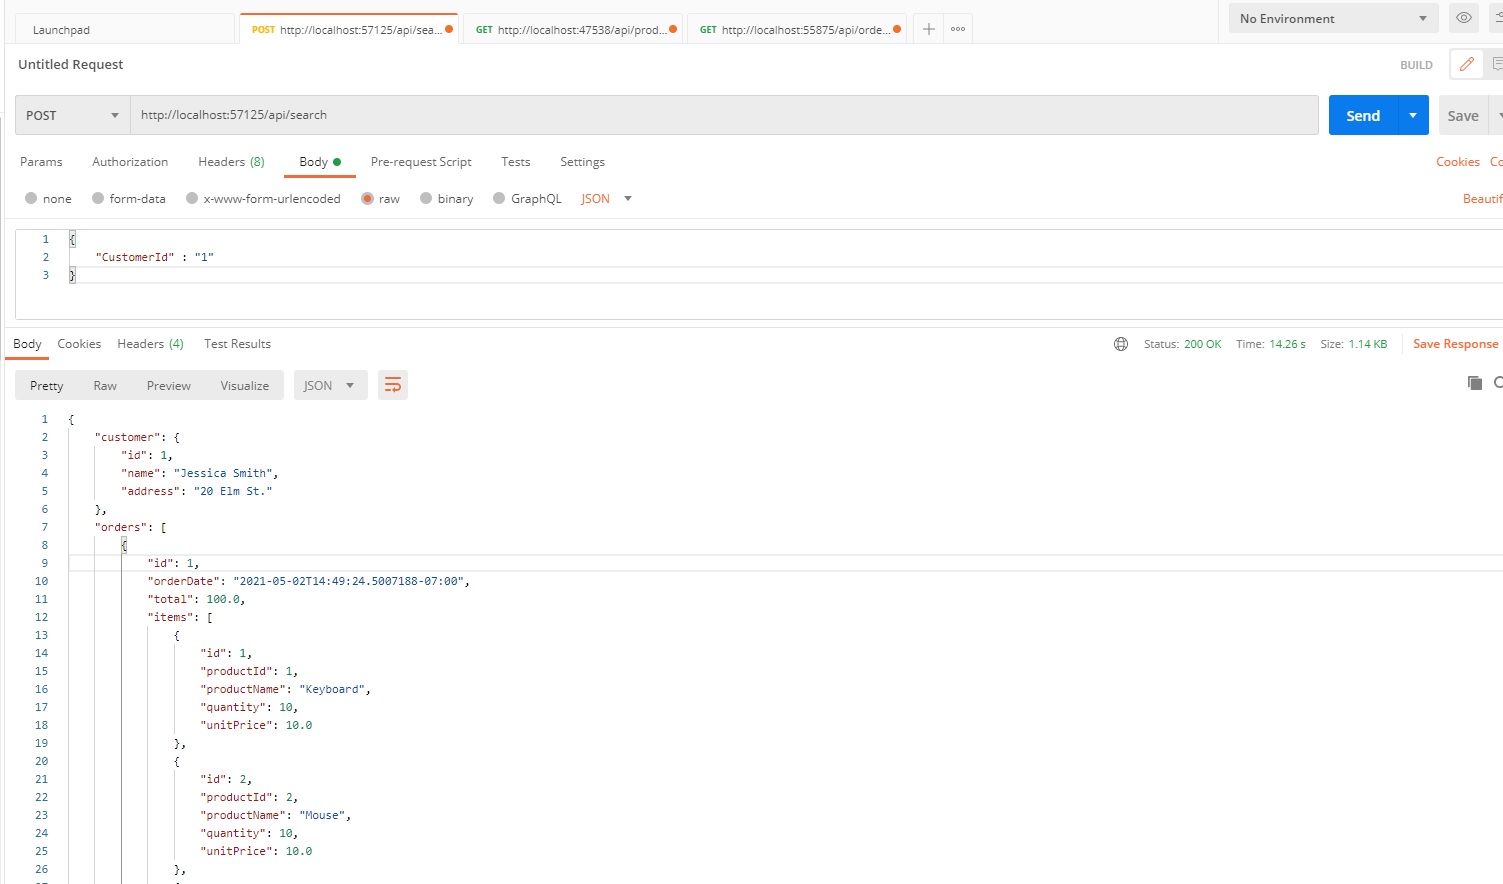 Launchpad
POST http://localhost:57125/api/sea...
GET http://localhost:47538/api/prod...
GET http://localhost:55875/api/orde...
No Environment
Untitled Request
BUILD
POST
http://localhost:57125/api/search
Send
Save
Params Authorization Headers (8) Body Pre-request Script Tests Settings
Cookies Co
none form-data x-www-form-urlencoded raw binary GraphQL JSON
Beautif
1 {
2 "CustomerId" : "1"
3 }
Body Cookies Headers (4) Test Results
Status: 200 OK Time: 14.26 s Size: 1.14 KB
Save Response
Pretty Raw Preview Visualize JSON
1 {
2 "customer": {
3 "id": 1,
4 "name": "Jessica Smith",
5 "address": "20 Elm St."
6 },
7 "orders": [
8 {
9 "id": 1,
10 "orderDate": "2021-05-02T14:49:24.5007188-07:00",
11 "total": 100.0,
12 "items": [
13 {
14 "id": 1,
15 "productId": 1,
16 "productName": "Keyboard",
17 "quantity": 10,
18 "unitPrice": 10.0
19 },
20 {
21 "id": 2,
22 "productId": 2,
23 "productName": "Mouse",
24 "quantity": 10,
25 "unitPrice": 10.0
26 },